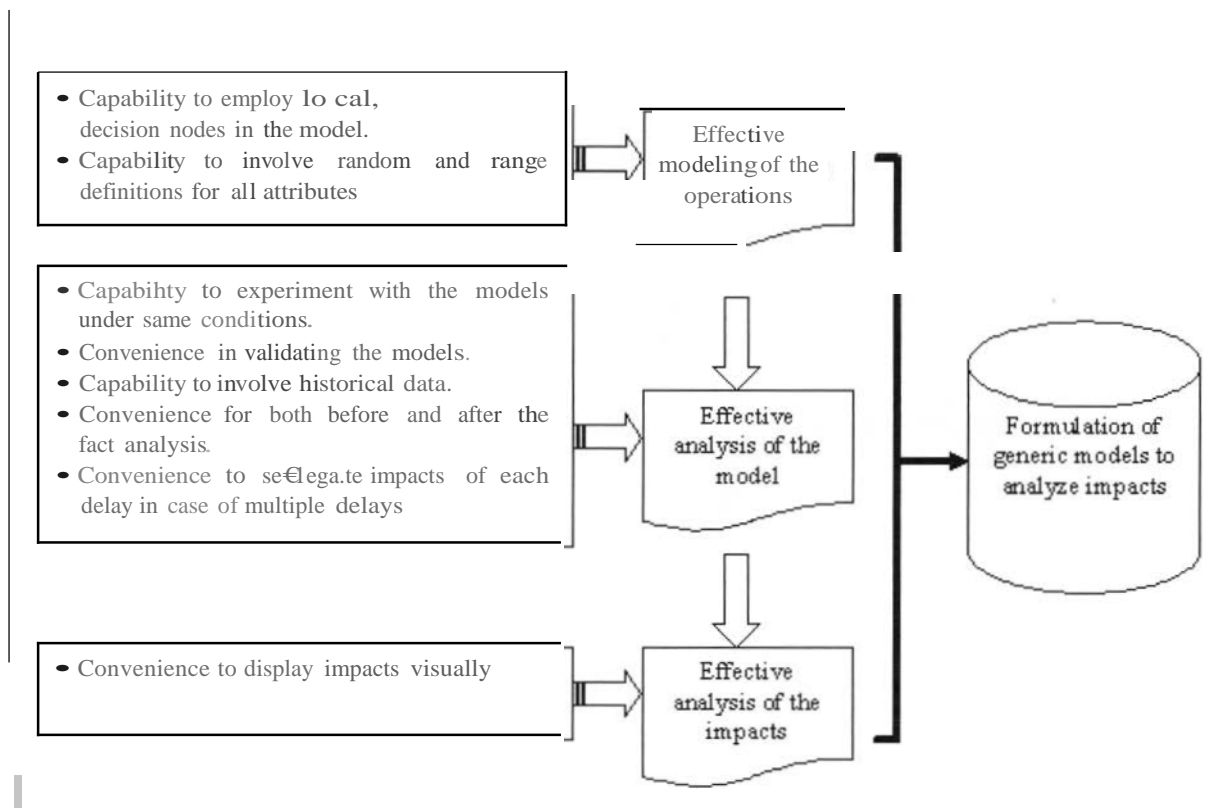 • Capability to employ lo cal,
decision nodes in the model.
• Capability to involve random and range
definitions for all attributes
Effective
modeling of the
operations
• Capabihty to experiment with the models
under same conditions.
• Convenience in validating the models.
• Capability to involve historical data.
• Convenience for both before and after the
fact analysis.
• Convenience to se€lega.te impacts of each
delay in case of multiple delays
Effective
analysis of the
model
• Convenience to display impacts visually
Effective
analysis of the
impacts
Formulation of
generic models to
analyze impacts